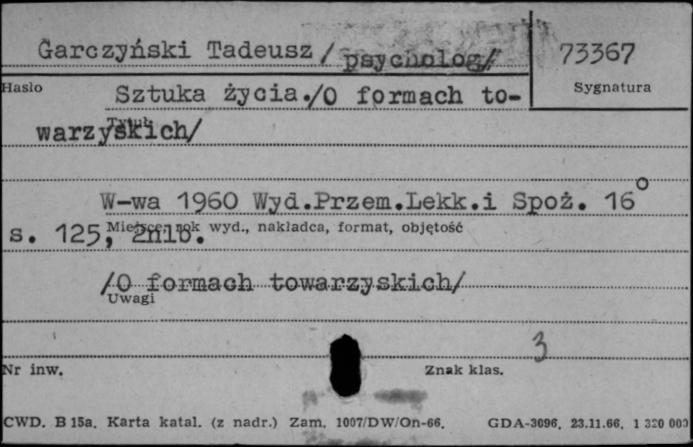 Garczyński Tadeusz /psycholog/
73367
Hasło
Sygnatura
Sztuka życia./O formach to-
Tytuł
warzyskich/
W-wa 1960 Wyd.Przem.Lekk.i Spoż. 16°
Miejsce, rok wyd., nakładca, format, objętość
s. 125, 2nlb.
/O formach towarzyskich/
Uwagi
3
Nr inw.
Znak klas.
CWD. B 15a. Karta katal. (z nadr.) Zam. 1007/DW/On-66. GDA-3096, 23.11.66. 1 320 003